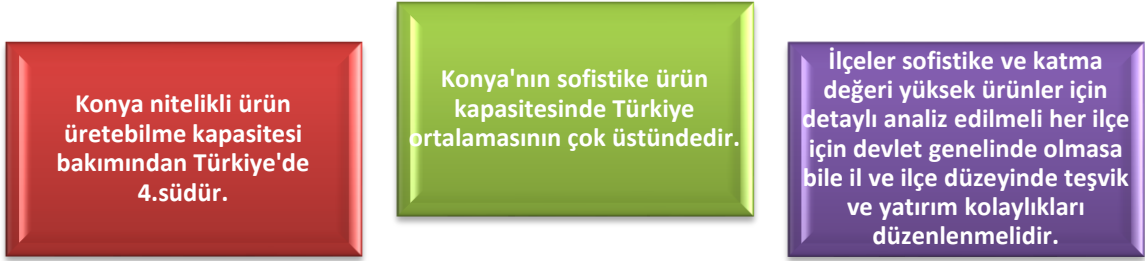 Konya nitelikli ürün
üretebilme kapasitesi
bakımından Türkiye'de
4.südür.
Konya'nın sofistike ürün
kapasitesinde Türkiye
ortalamasının çok üstündedir.
İlçeler sofistike ve katma
değeri yüksek ürünler için
detaylı analiz edilmeli her ilçe
için devlet genelinde olmasa
bile il ve ilçe düzeyinde teşvik
ve yatırım kolaylıkları
düzenlenmelidir.